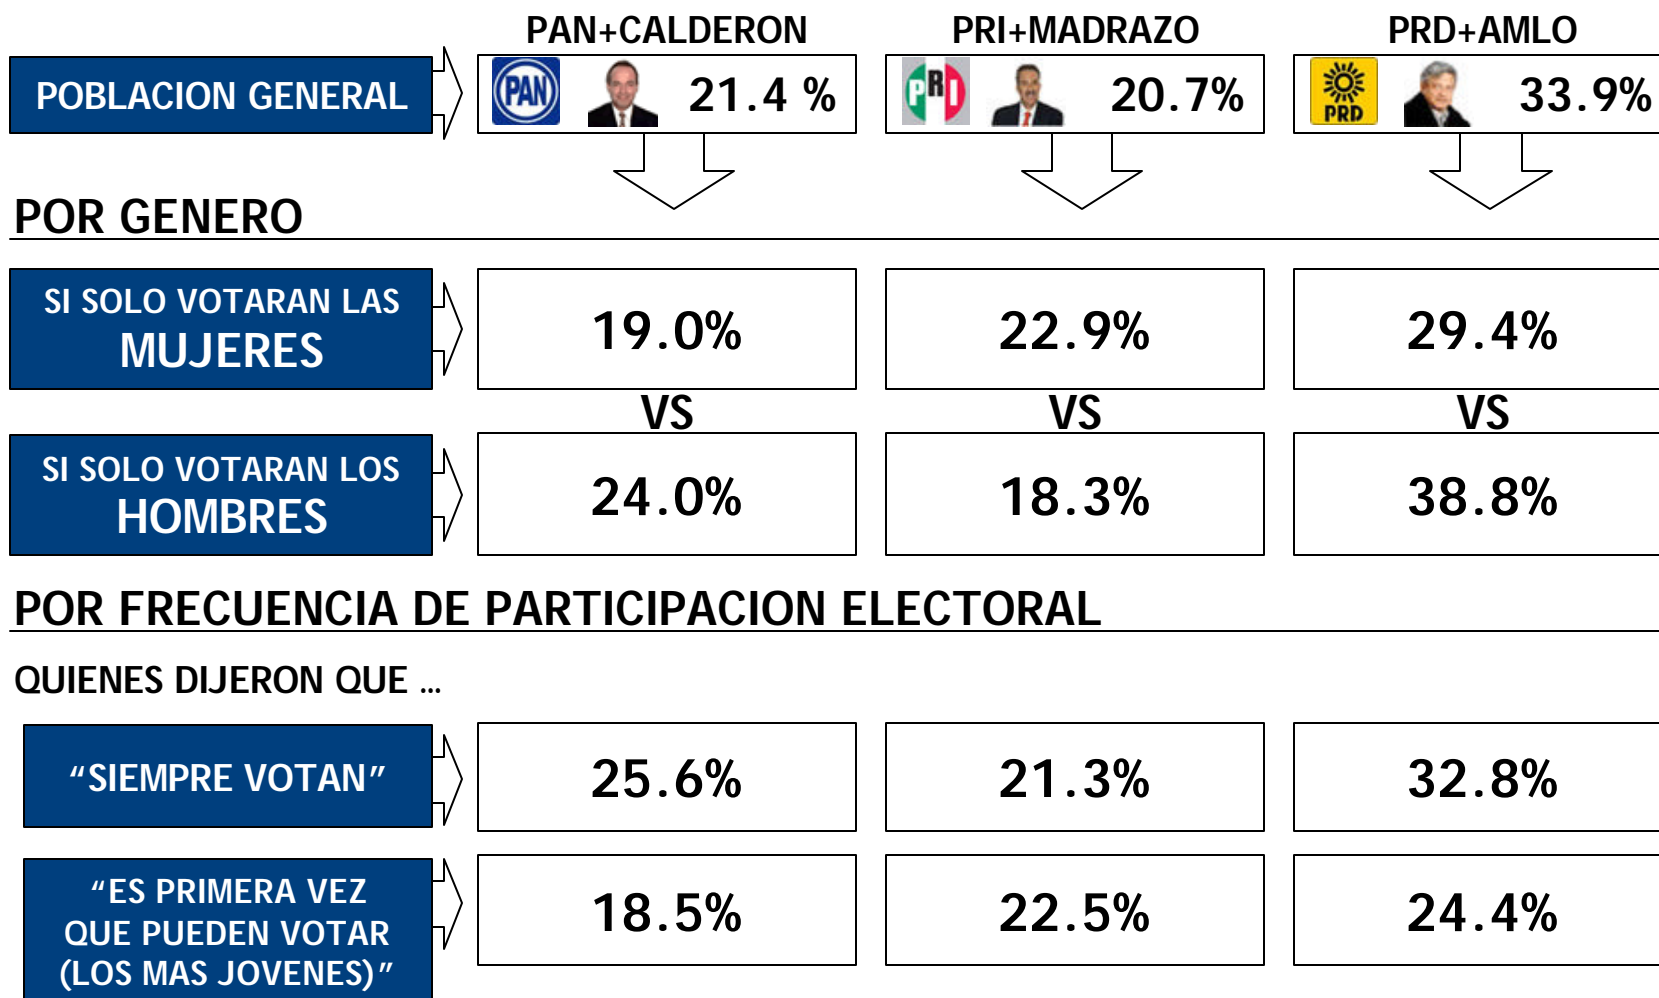 PAN+CALDERON PRI+MADRAZO PRD+AMLO
POBLACION GENERAL PAN 21.4 % PRI 20.7% PRD 33.9%
POR GENERO
SI SOLO VOTARAN LAS
MUJERES
19.0% 22.9% 29.4%
VS VS VS
SI SOLO VOTARAN LOS
HOMBRES
24.0% 18.3% 38.8%
POR FRECUENCIA DE PARTICIPACION ELECTORAL
QUIENES DIJERON QUE …
“SIEMPRE VOTAN” 25.6% 21.3% 32.8%
“ES PRIMERA VEZ
QUE PUEDEN VOTAR
(LOS MAS JOVENES)”
18.5% 22.5% 24.4%